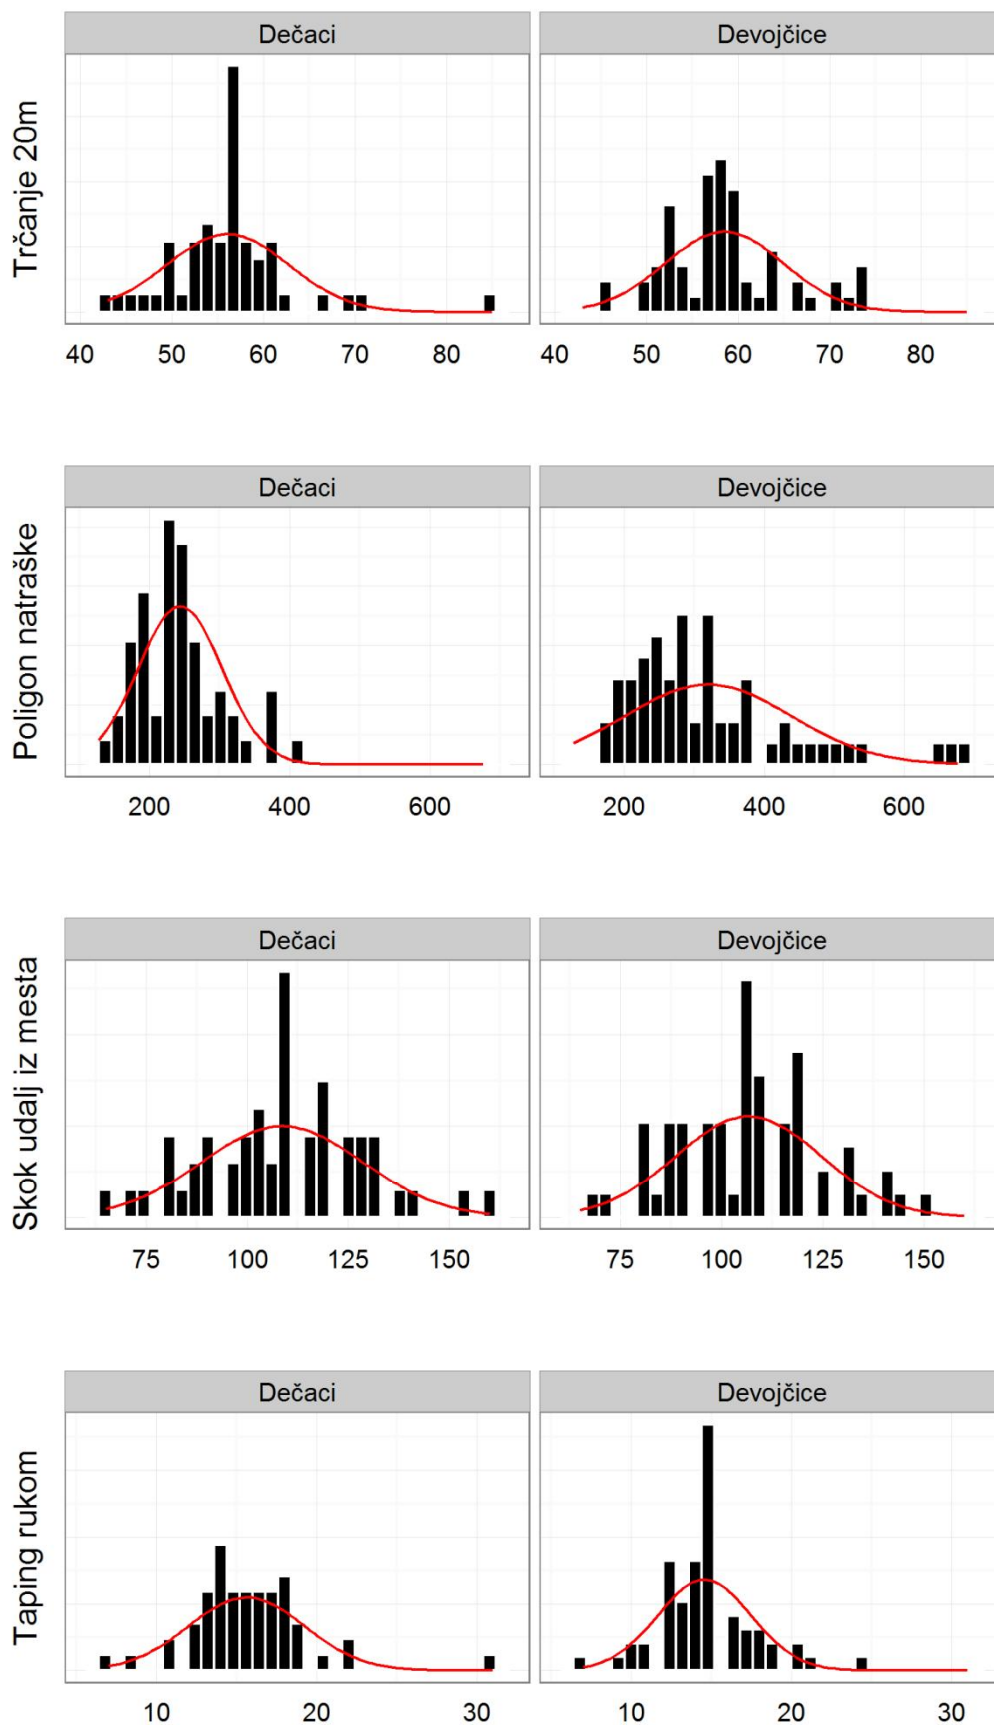 Dečaci Devojčice
Trčanje 20m
40 50 60 70 80 40 50 60 70 80
Dečaci Devojčice
Poligon natraške
200 400 600 200 400 600
Dečaci Devojčice
Skok udalj iz mesta
75 100 125 150 75 100 125 150
Dečaci Devojčice
Taping rukom
10 20 30 10 20 30